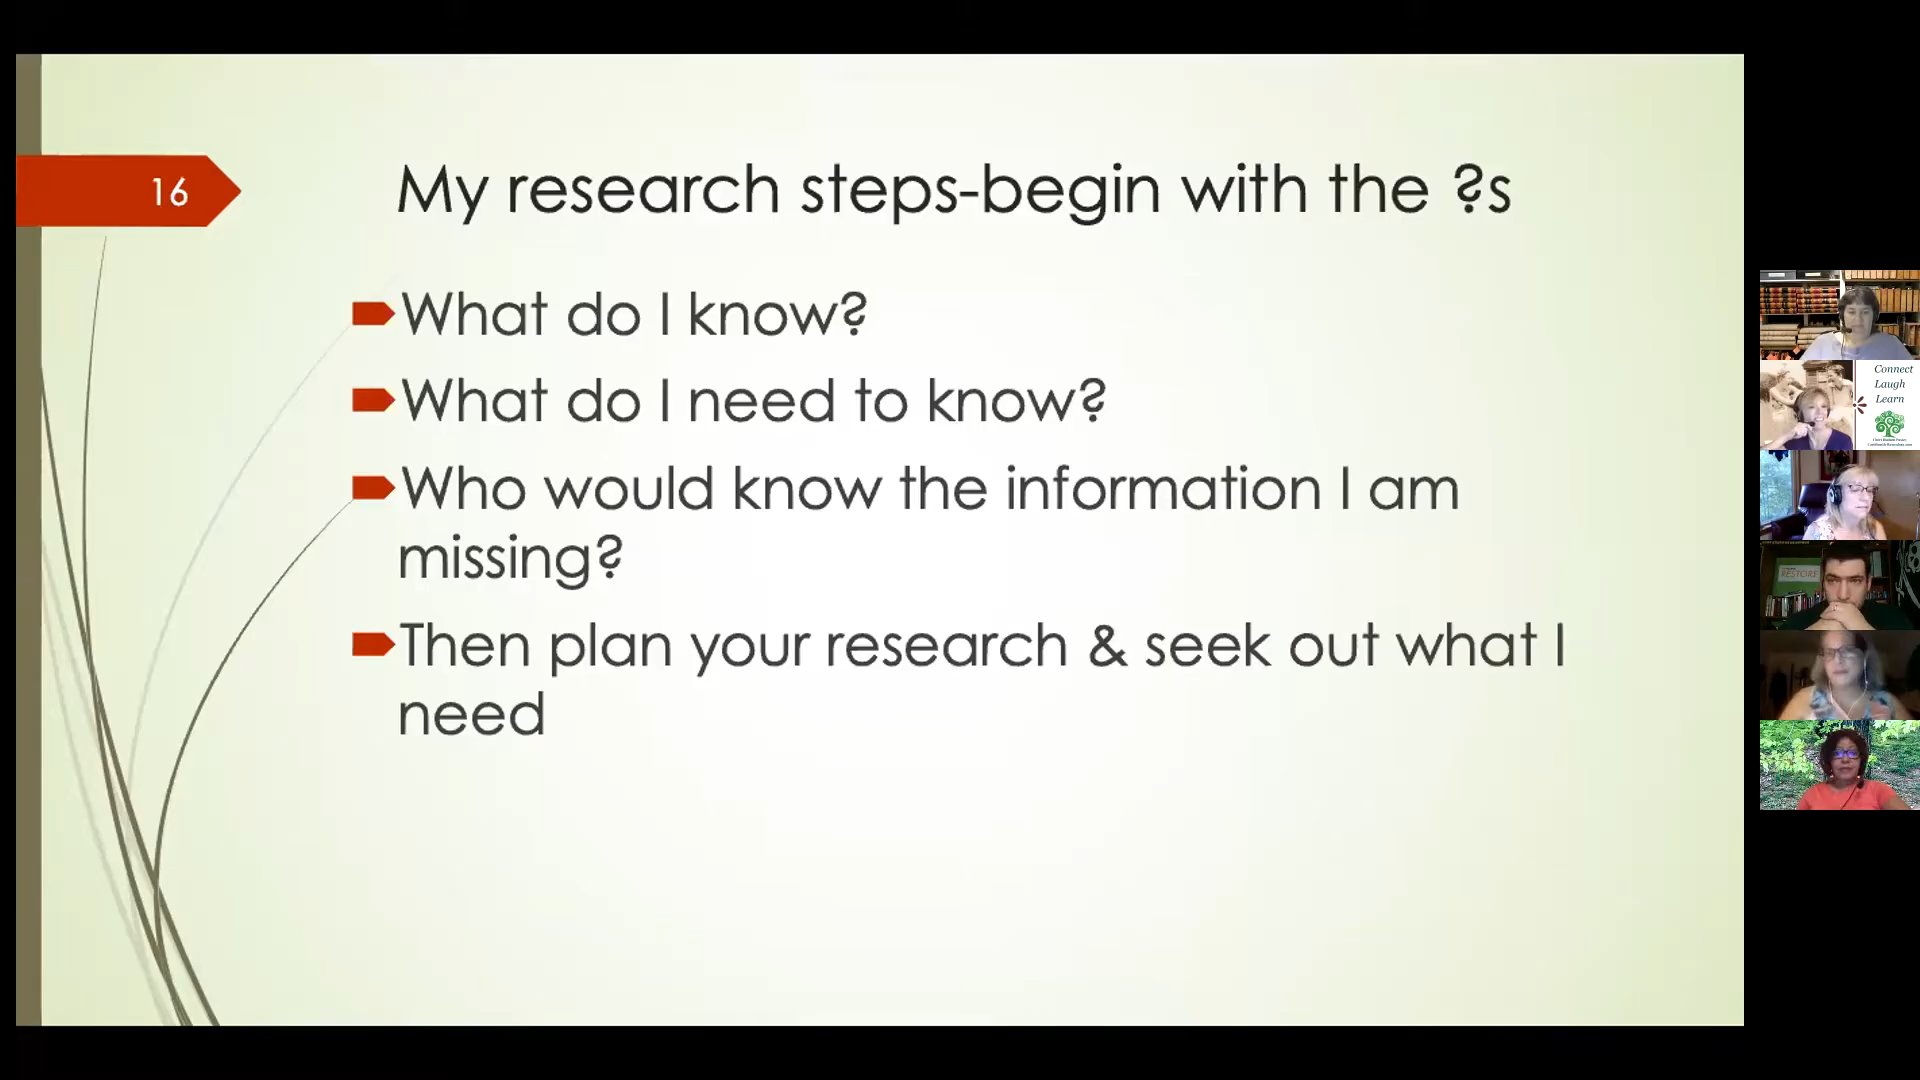 16
My research steps-begin with the ?s
What do I know?
What do I need to know?
Who would know the information I am
missing?
Then plan your research & seek out what I
need
Connect
Laugh
Learn
RESTORE